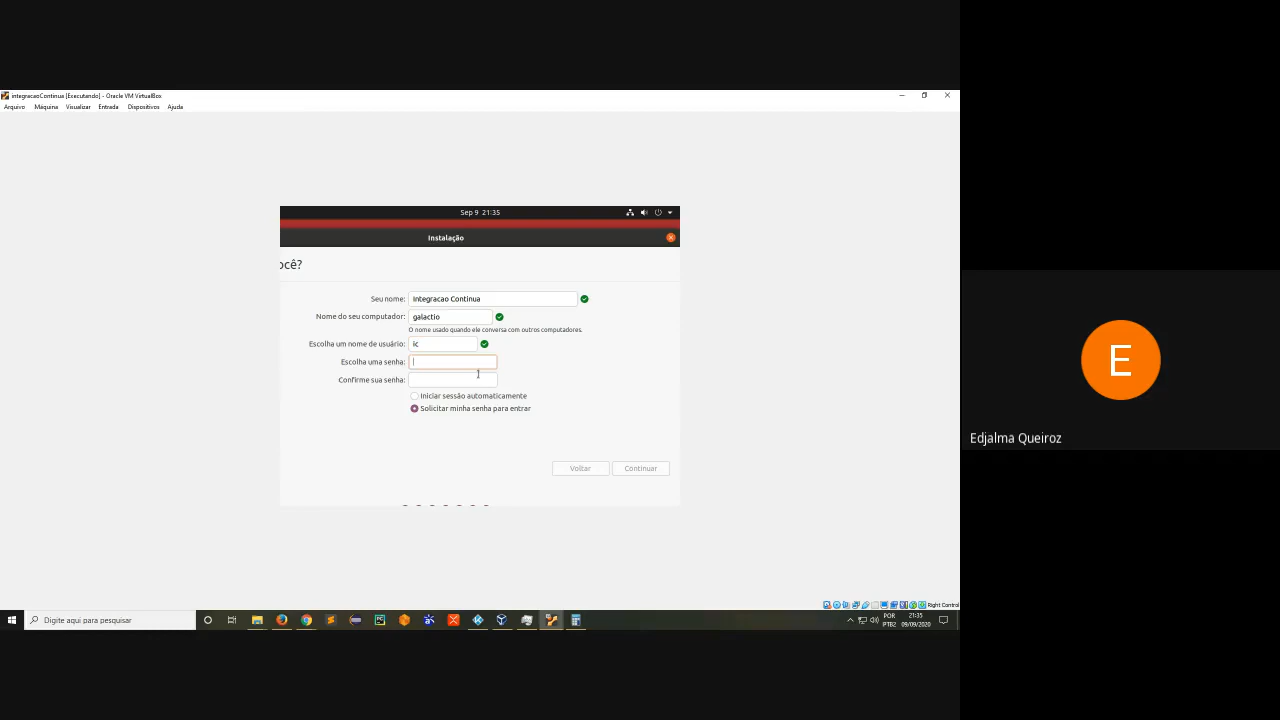 integracaoContinua [Executando] - Oracle VM VirtualBox
Arquivo Máquina Visualizar Entrada Dispositivos Ajuda
Sep 9 21:35
Instalação
ocê?
Seu nome: Integracao Continua
Nome do seu computador: galactio
O nome usado quando ele conversa com outros computadores.
Escolha um nome de usuário: ic
Escolha uma senha:
Confirme sua senha:
Iniciar sessão automaticamente
Solicitar minha senha para entrar
Voltar Continuar
E
Edjalma Queiroz
Right Control
Digite aqui para pesquisar
POR 21:35
PTB2 09/09/2020